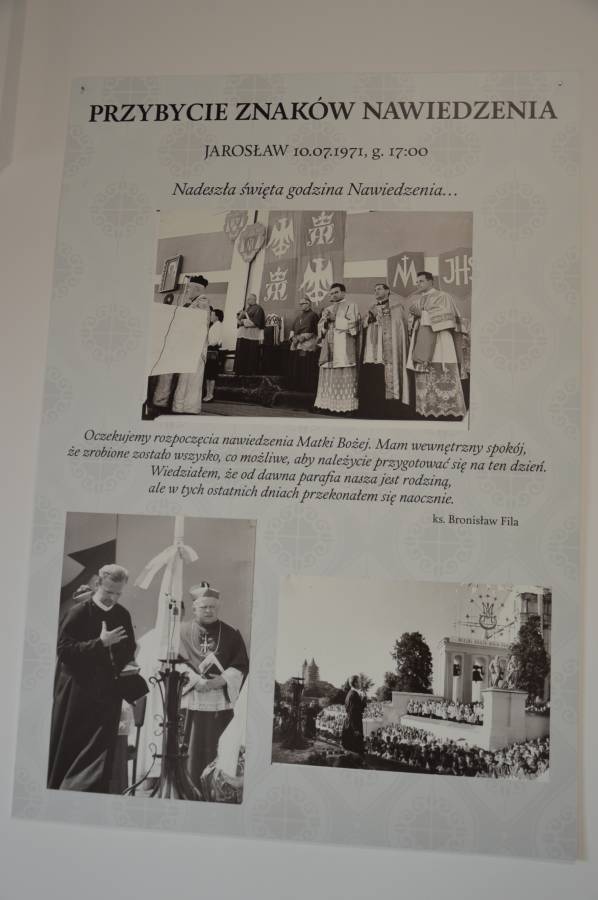 PRZYBYCIE ZNAKÓW NAWIEDZENIA
JAROSŁAW 10.07.1971, g. 17:00
Nadeszła święta godzina Nawiedzenia...
JHS
Oczekujemy rozpoczęcia nawiedzenia Matki Bożej. Mam wewnętrzny spokój,
że zrobione zostało wszysko, co możliwe, aby należycie przygotować się na ten dzień.
Wiedziałem, że od dawna parafia nasza jest rodziną,
ale w tych ostatnich dniach przekonałem się naocznie.
ks. Bronisław Fila